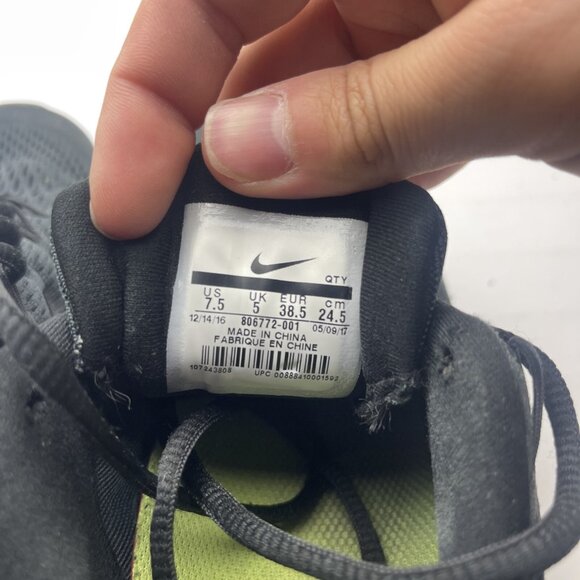 QTY
US UK EUR cm
7.5 5 38.5 24.5
12/14/16 806772-001 05/09/17
MADE IN CHINA
FABRIQUE EN CHINE
107243808 UPC 00888410001592